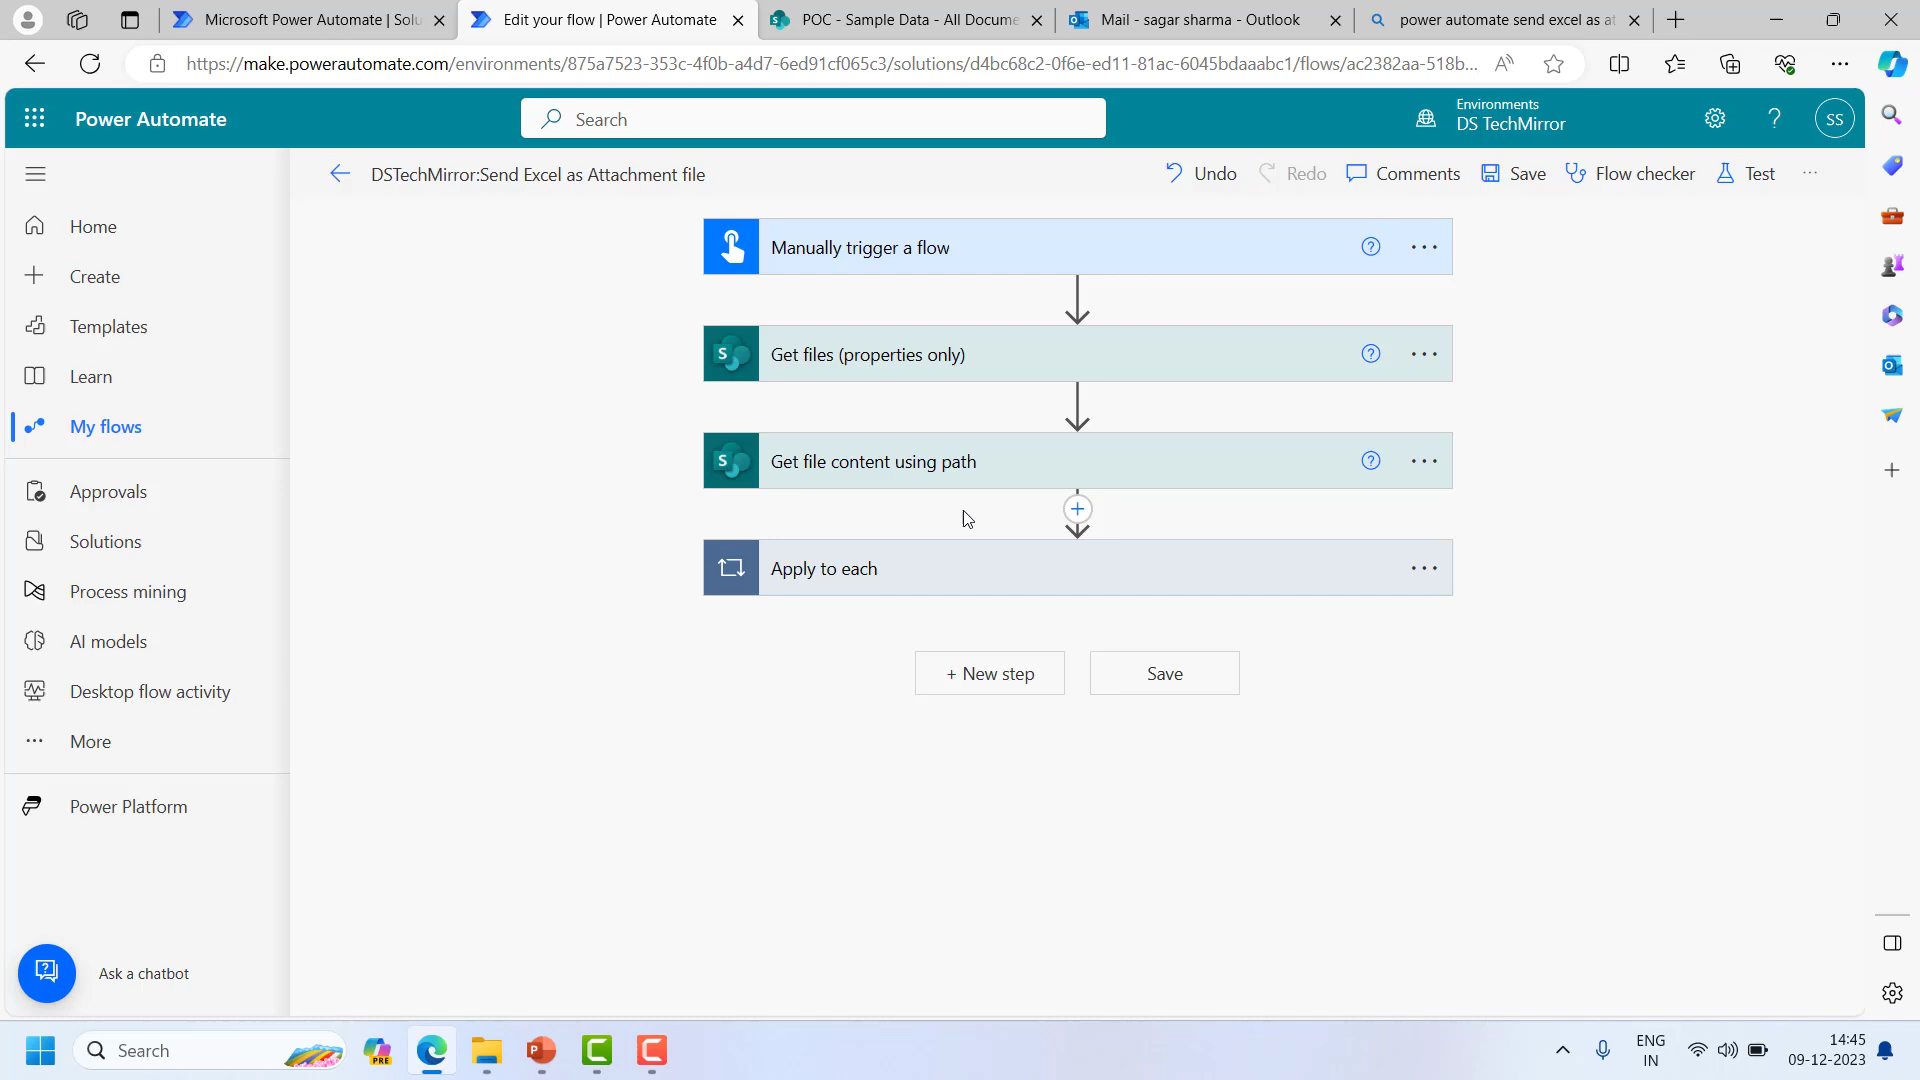 Microsoft Power Automate | Solu
Edit your flow | Power Automate
POC - Sample Data - All Docume
Mail - sagar sharma - Outlook
power automate send excel as at
https://make.powerautomate.com/environments/875a7523-353c-4f0b-a4d7-6ed91cf065c3/solutions/d4bc68c2-0f6e-ed11-81ac-6045bdaaabc1/flows/ac2382aa-518b...
Power Automate
Search
Environments
DS TechMirror
SS
DSTechMirror:Send Excel as Attachment file
Undo
Redo
Comments
Save
Flow checker
Test
Home
Create
Templates
Learn
My flows
Approvals
Solutions
Process mining
AI models
Desktop flow activity
More
Power Platform
Ask a chatbot
Manually trigger a flow
Get files (properties only)
Get file content using path
Apply to each
+ New step
Save
Search
PRE
ENG
IN
14:45
09-12-2023